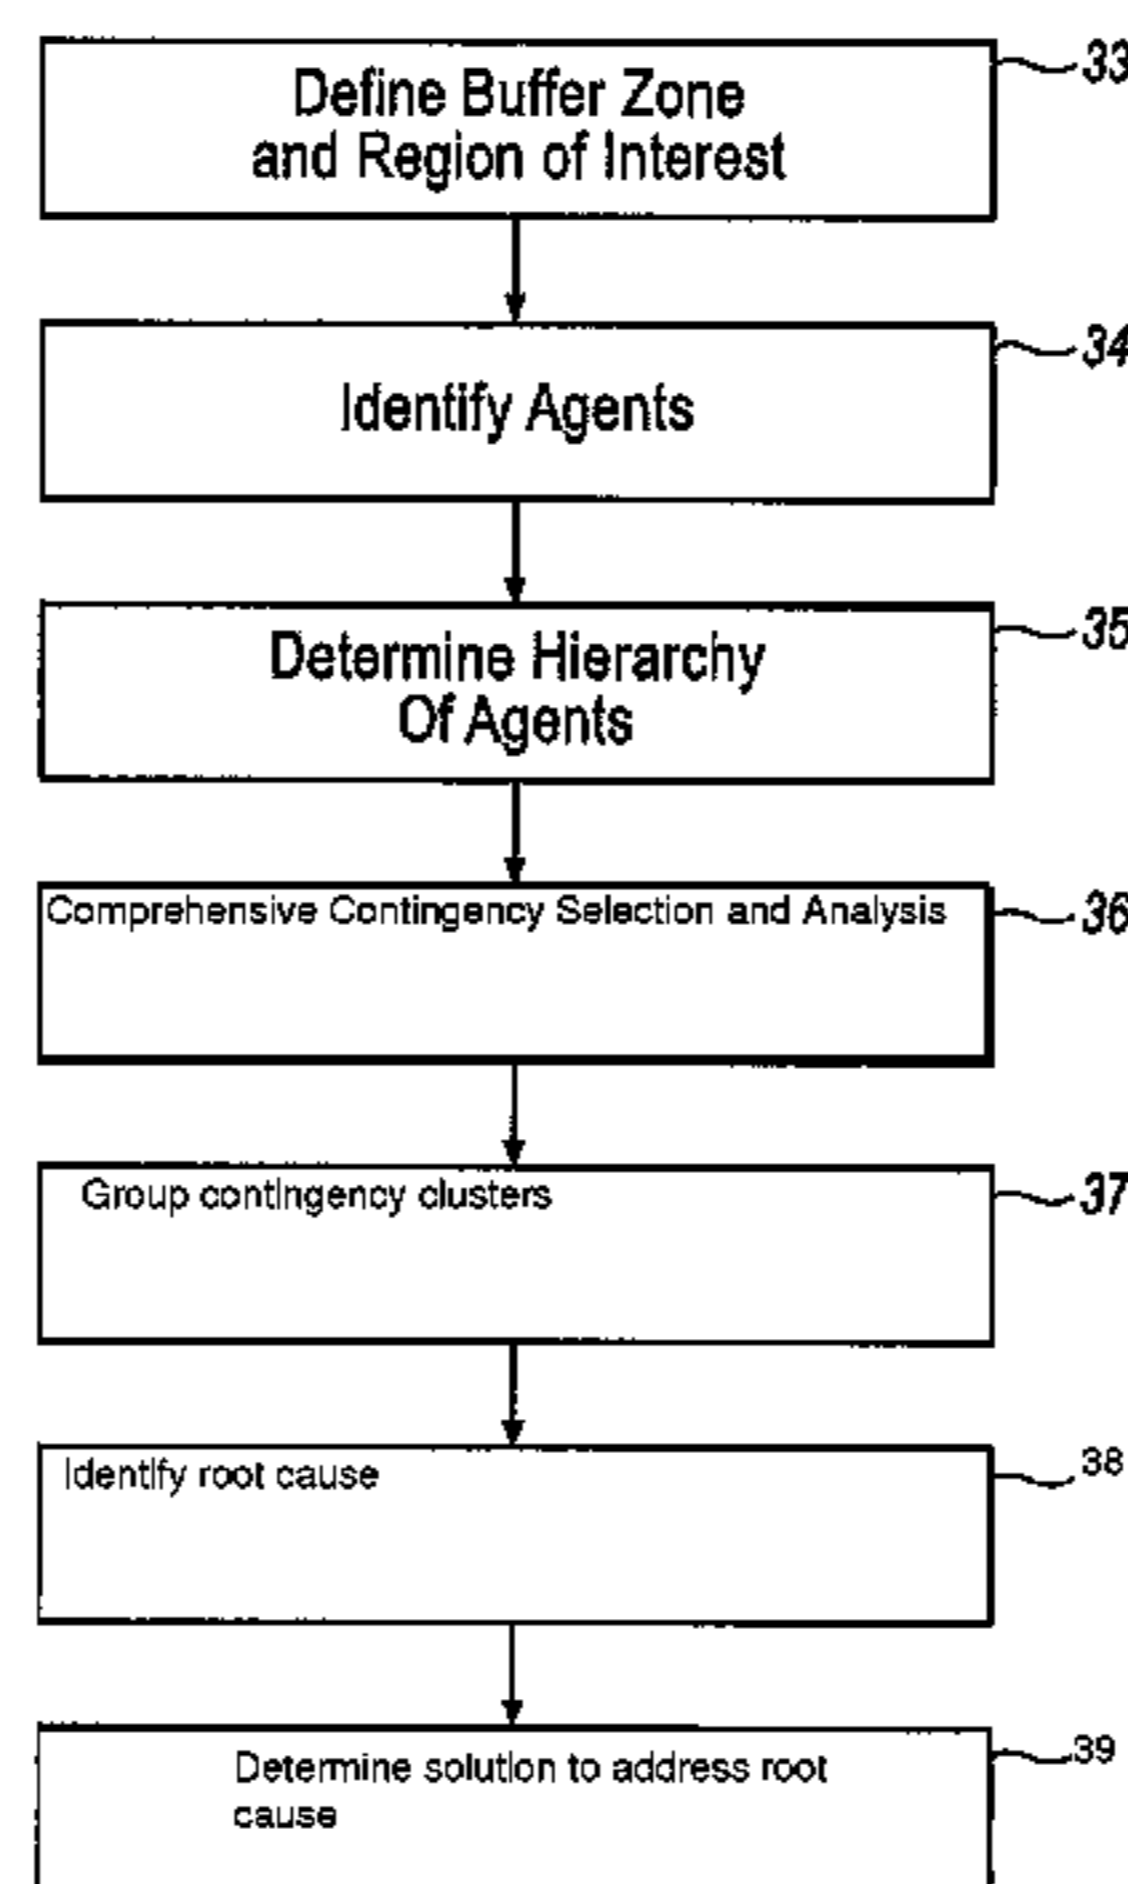 Define Buffer Zone
and Region of Interest
33
Identify Agents
34
Determine Hierarchy
Of Agents
35
Comprehensive Contingency Selection and Analysis
36
Group contingency clusters
37
Identify root cause
38
Determine solution to address root
cause
39